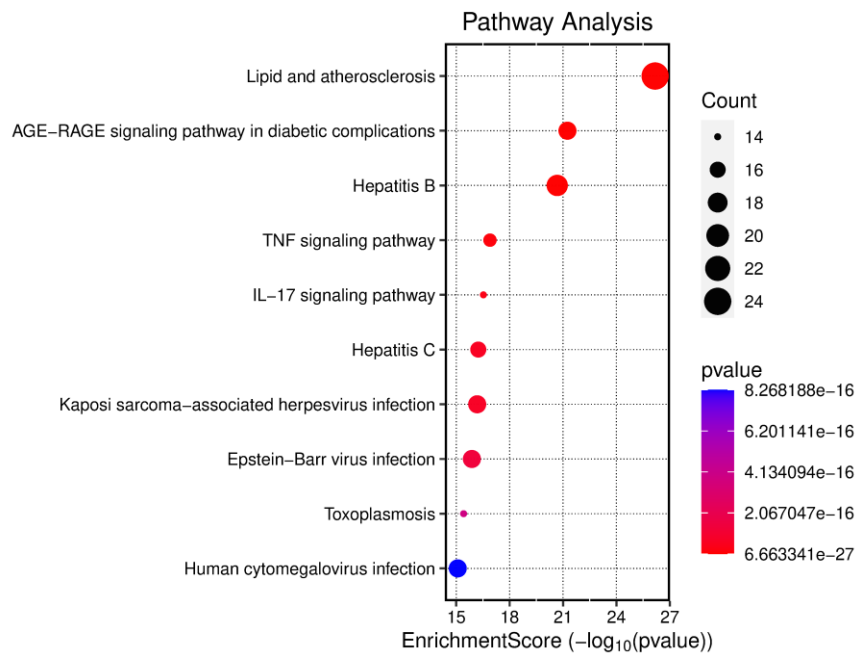 Pathway Analysis
Lipid and atherosclerosis
AGE−RAGE signaling pathway in diabetic complications
Hepatitis B
TNF signaling pathway
IL−17 signaling pathway
Hepatitis C
Kaposi sarcoma−associated herpesvirus infection
Epstein−Barr virus infection
Toxoplasmosis
Human cytomegalovirus infection
15 18 21 24 27
EnrichmentScore (−log₁₀(pvalue))
Count
14
16
18
20
22
24
pvalue
8.268188e−16
6.201141e−16
4.134094e−16
2.067047e−16
6.663341e−27